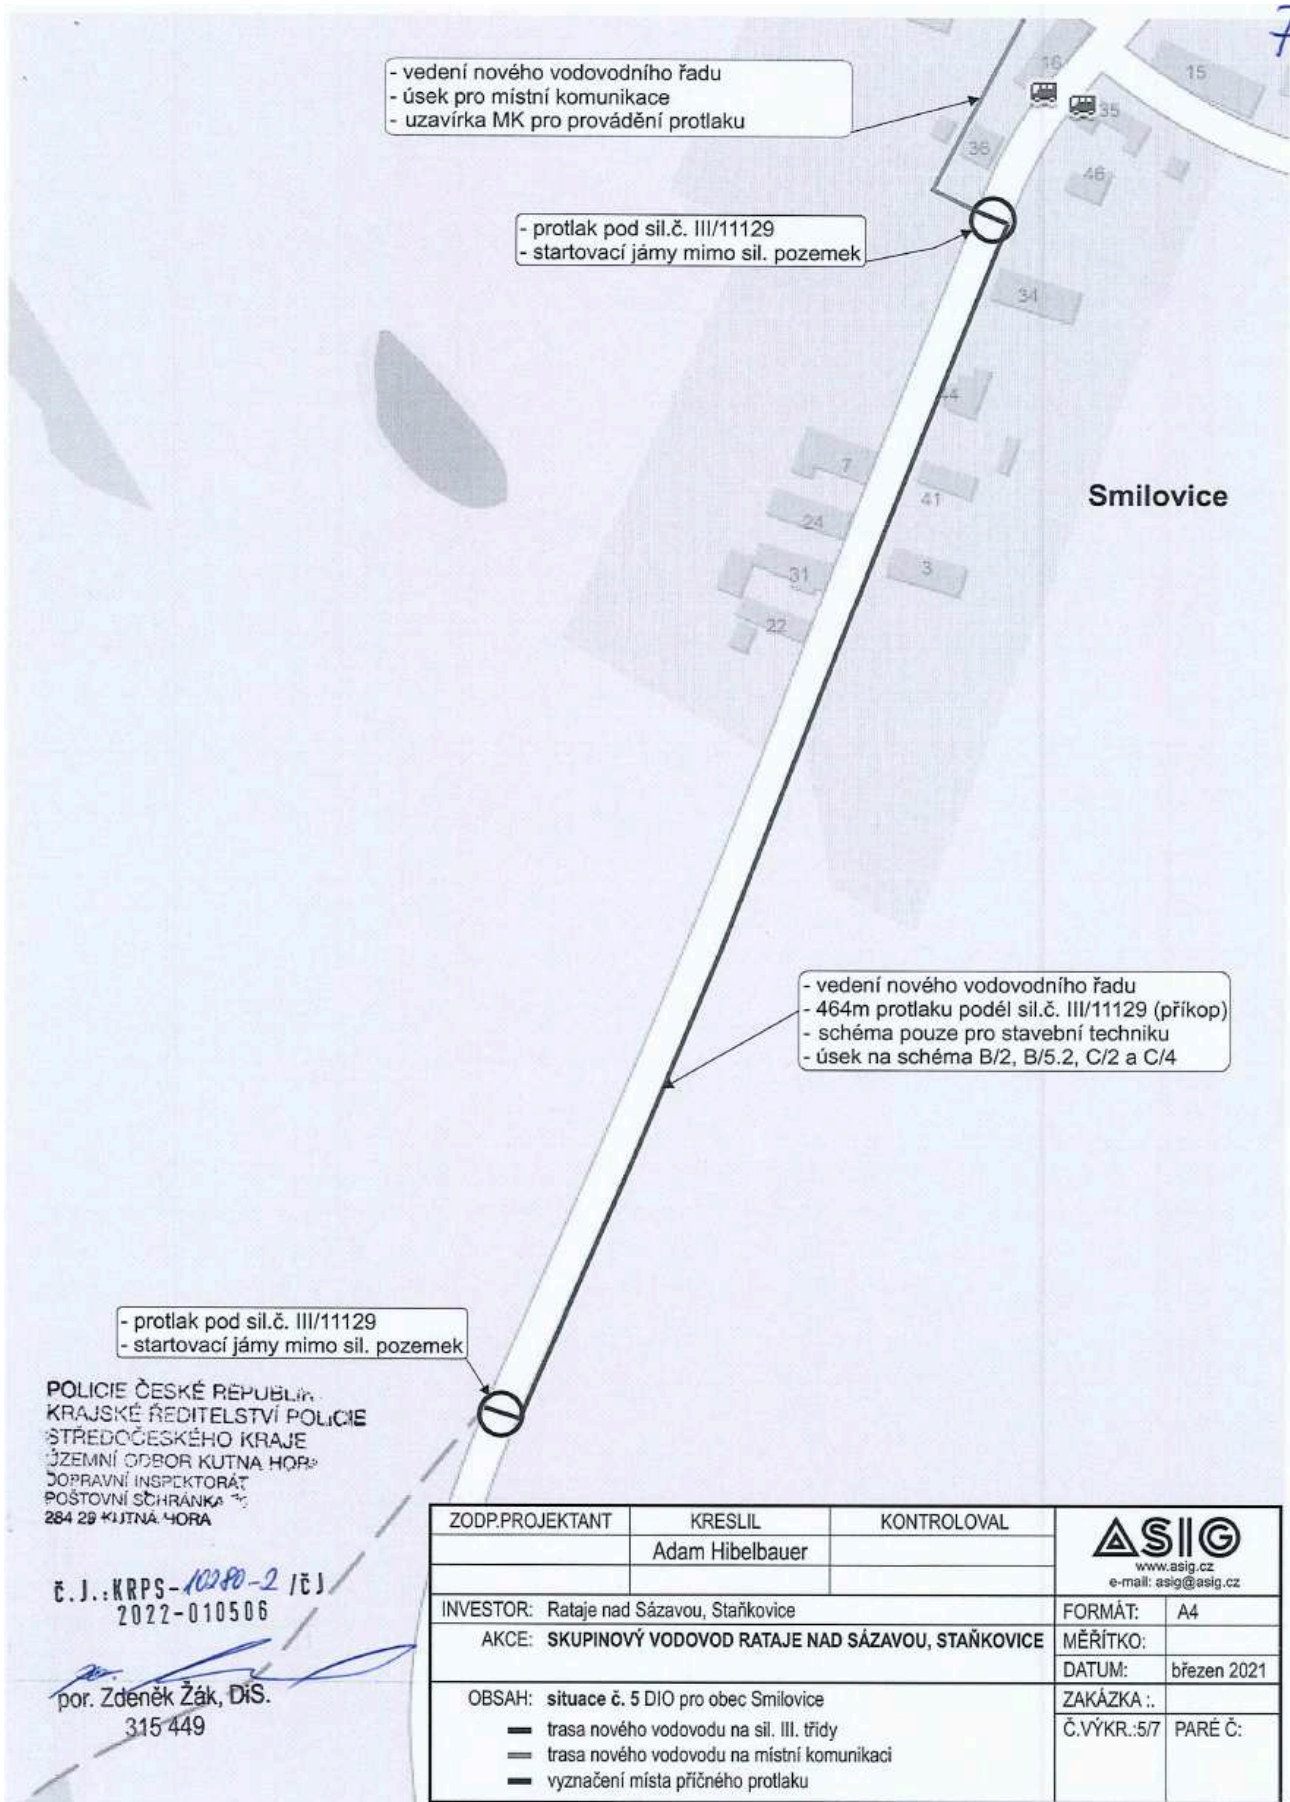 7
- vedení nového vodovodního řadu
- úsek pro místní komunikace
- uzavírka MK pro provádění protlaku
16
15
35
36
46
- protlak pod sil.č. III/11129
- startovací jámy mimo sil. pozemek
34
44
7
41
Smilovice
24
31
3
22
- vedení nového vodovodního řadu
- 464m protlaku podél sil.č. III/11129 (příkop)
- schéma pouze pro stavební techniku
- úsek na schéma B/2, B/5.2, C/2 a C/4
- protlak pod sil.č. III/11129
- startovací jámy mimo sil. pozemek
POLICIE ČESKÉ
KRAJSKÉ ŘEDITELSTVÍ POLICIE
STŘEDOČESKÉHO KRAJE
ÚZEMNÍ ODBOR KUTNA
DOPRAVNÍ INSPEKTORÁT
POŠTOVNÍ SCHRÁNKA
284 29 KUTNÁ HORA
č.J.:KRPS-10280-2 /čJ
2022-010506
por. Zdeněk Žák, DiS.
315 449
ZODP.PROJEKTANT KRESLIL KONTROLOVAL
Adam Hibelbauer
ASIG
www.asig.cz
e-mail: asig@asig.cz
INVESTOR: Rataje nad Sázavou, Staňkovice
FORMÁT: A4
AKCE: SKUPINOVÝ VODOVOD RATAJE NAD SÁZAVOU, STAŇKOVICE
MĚŘÍTKO:
DATUM: březen 2021
OBSAH: situace č. 5 DIO pro obec Smilovice
ZAKÁZKA :.
trasa nového vodovodu na sil. III. třídy
Č.VÝKR.:5/7 PARÉ Č:
trasa nového vodovodu na místní komunikaci
vyznačení místa příčného protlaku